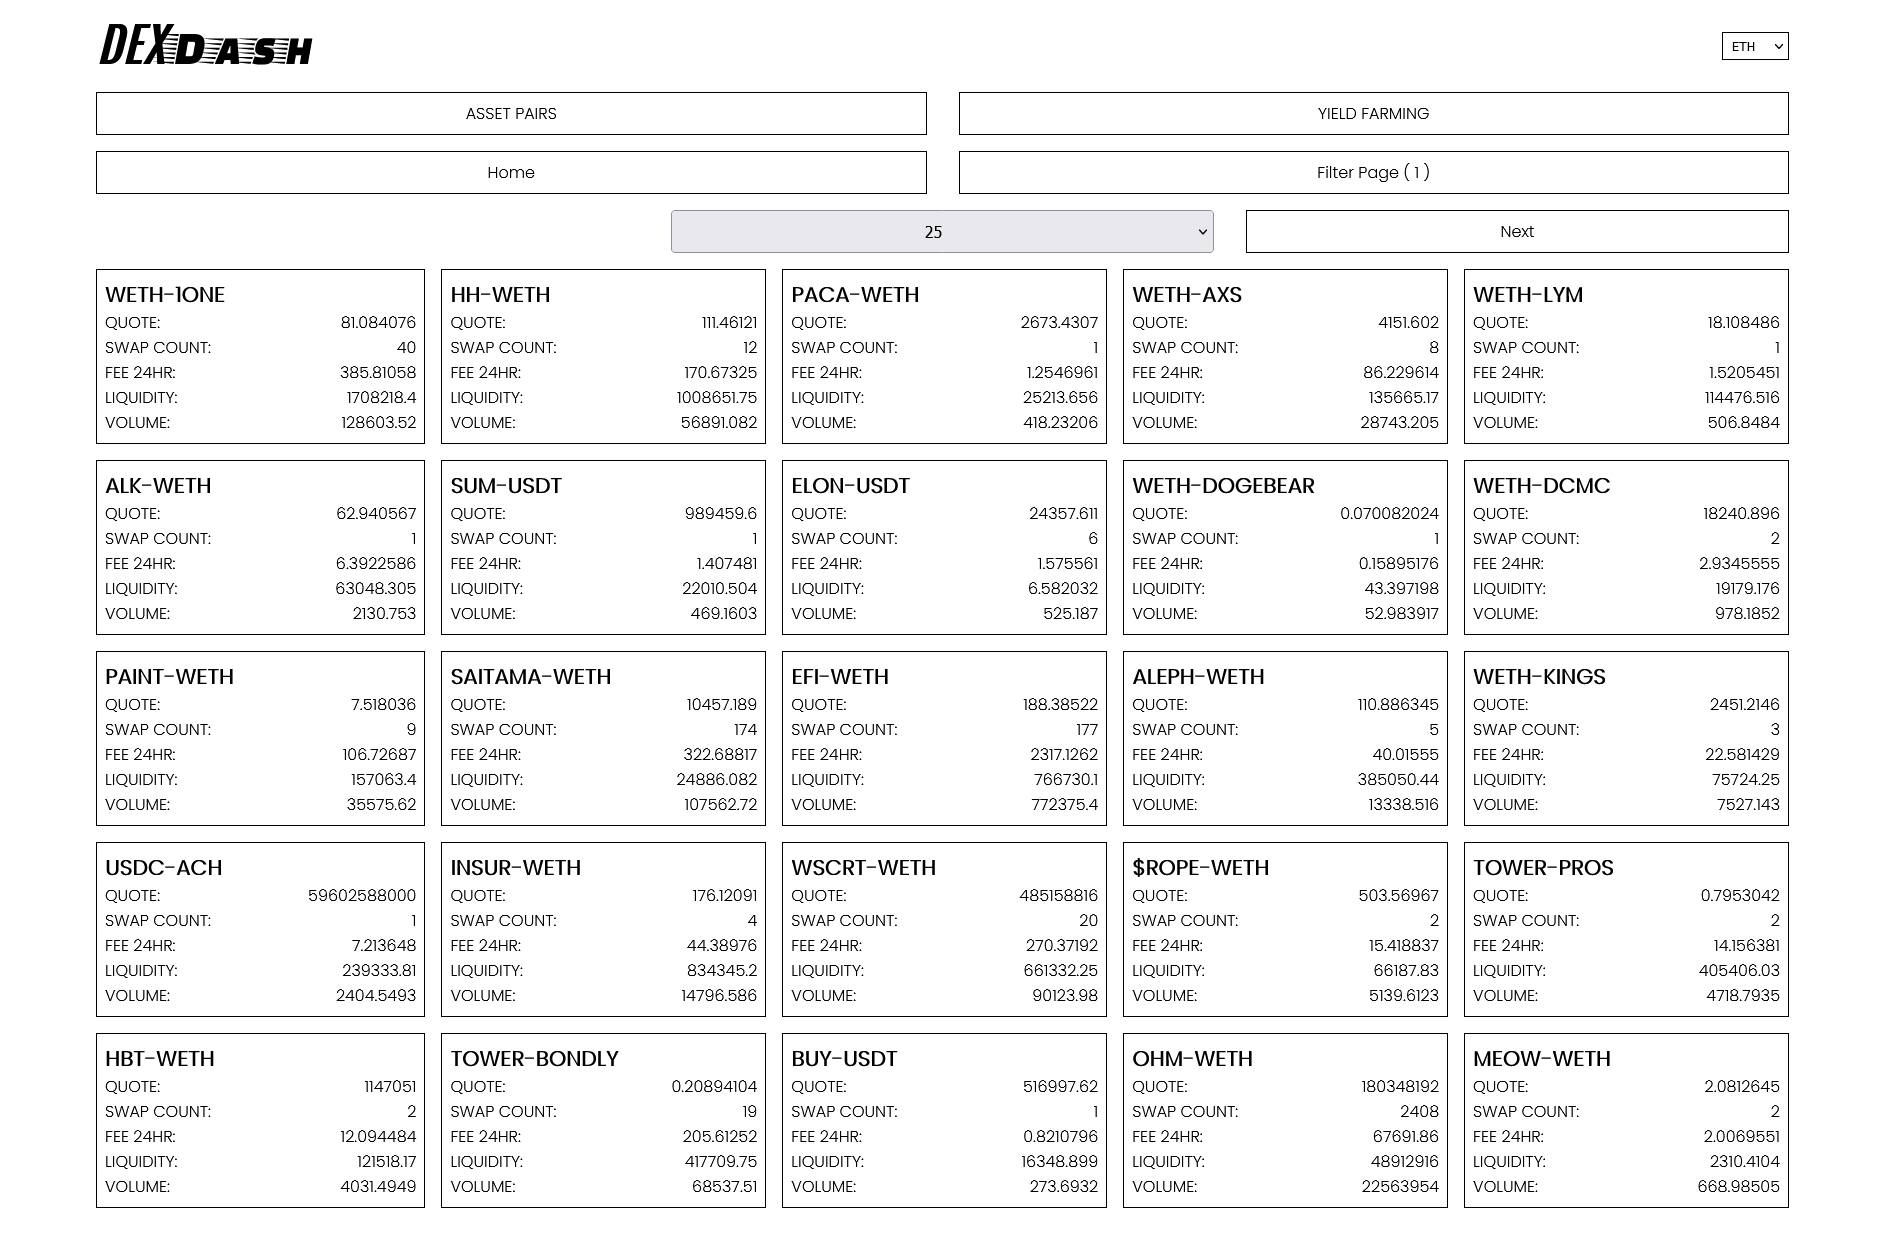 DEXDASH
ETH
ASSET PAIRS
YIELD FARMING
Home
Filter Page ( 1 )
25
Next
WETH-1ONE
QUOTE: 81.084076
SWAP COUNT: 40
FEE 24HR: 385.81058
LIQUIDITY: 1708218.4
VOLUME: 128603.52
HH-WETH
QUOTE: 111.46121
SWAP COUNT: 12
FEE 24HR: 170.67325
LIQUIDITY: 1008651.75
VOLUME: 56891.082
PACA-WETH
QUOTE: 2673.4307
SWAP COUNT: 1
FEE 24HR: 1.2546961
LIQUIDITY: 25213.656
VOLUME: 418.23206
WETH-AXS
QUOTE: 4151.602
SWAP COUNT: 8
FEE 24HR: 86.229614
LIQUIDITY: 135665.17
VOLUME: 28743.205
WETH-LYM
QUOTE: 18.108486
SWAP COUNT: 1
FEE 24HR: 1.5205451
LIQUIDITY: 114476.516
VOLUME: 506.8484
ALK-WETH
QUOTE: 62.940567
SWAP COUNT: 1
FEE 24HR: 6.3922586
LIQUIDITY: 63048.305
VOLUME: 2130.753
SUM-USDT
QUOTE: 989459.6
SWAP COUNT: 1
FEE 24HR: 1.407481
LIQUIDITY: 22010.504
VOLUME: 469.1603
ELON-USDT
QUOTE: 24357.611
SWAP COUNT: 6
FEE 24HR: 1.575561
LIQUIDITY: 6.582032
VOLUME: 525.187
WETH-DOGEBEAR
QUOTE: 0.070082024
SWAP COUNT: 1
FEE 24HR: 0.15895176
LIQUIDITY: 43.397198
VOLUME: 52.983917
WETH-DCMC
QUOTE: 18240.896
SWAP COUNT: 2
FEE 24HR: 2.9345555
LIQUIDITY: 19179.176
VOLUME: 978.1852
PAINT-WETH
QUOTE: 7.518036
SWAP COUNT: 9
FEE 24HR: 106.72687
LIQUIDITY: 157063.4
VOLUME: 35575.62
SAITAMA-WETH
QUOTE: 10457.189
SWAP COUNT: 174
FEE 24HR: 322.68817
LIQUIDITY: 24886.082
VOLUME: 107562.72
EFI-WETH
QUOTE: 188.38522
SWAP COUNT: 177
FEE 24HR: 2317.1262
LIQUIDITY: 766730.1
VOLUME: 772375.4
ALEPH-WETH
QUOTE: 110.886345
SWAP COUNT: 5
FEE 24HR: 40.01555
LIQUIDITY: 385050.44
VOLUME: 13338.516
WETH-KINGS
QUOTE: 2451.2146
SWAP COUNT: 3
FEE 24HR: 22.581429
LIQUIDITY: 75724.25
VOLUME: 7527.143
USDC-ACH
QUOTE: 59602588000
SWAP COUNT: 1
FEE 24HR: 7.213648
LIQUIDITY: 239333.81
VOLUME: 2404.5493
INSUR-WETH
QUOTE: 176.12091
SWAP COUNT: 4
FEE 24HR: 44.38976
LIQUIDITY: 834345.2
VOLUME: 14796.586
WSCRT-WETH
QUOTE: 485158816
SWAP COUNT: 20
FEE 24HR: 270.37192
LIQUIDITY: 661332.25
VOLUME: 90123.98
$ROPE-WETH
QUOTE: 503.56967
SWAP COUNT: 2
FEE 24HR: 15.418837
LIQUIDITY: 66187.83
VOLUME: 5139.6123
TOWER-PROS
QUOTE: 0.7953042
SWAP COUNT: 2
FEE 24HR: 14.156381
LIQUIDITY: 405406.03
VOLUME: 4718.7935
HBT-WETH
QUOTE: 1147051
SWAP COUNT: 2
FEE 24HR: 12.094484
LIQUIDITY: 121518.17
VOLUME: 4031.4949
TOWER-BONDLY
QUOTE: 0.20894104
SWAP COUNT: 19
FEE 24HR: 205.61252
LIQUIDITY: 417709.75
VOLUME: 68537.51
BUY-USDT
QUOTE: 516997.62
SWAP COUNT: 1
FEE 24HR: 0.8210796
LIQUIDITY: 16348.899
VOLUME: 273.6932
OHM-WETH
QUOTE: 180348192
SWAP COUNT: 2408
FEE 24HR: 67691.86
LIQUIDITY: 48912916
VOLUME: 22563954
MEOW-WETH
QUOTE: 2.0812645
SWAP COUNT: 2
FEE 24HR: 2.0069551
LIQUIDITY: 2310.4104
VOLUME: 668.98505